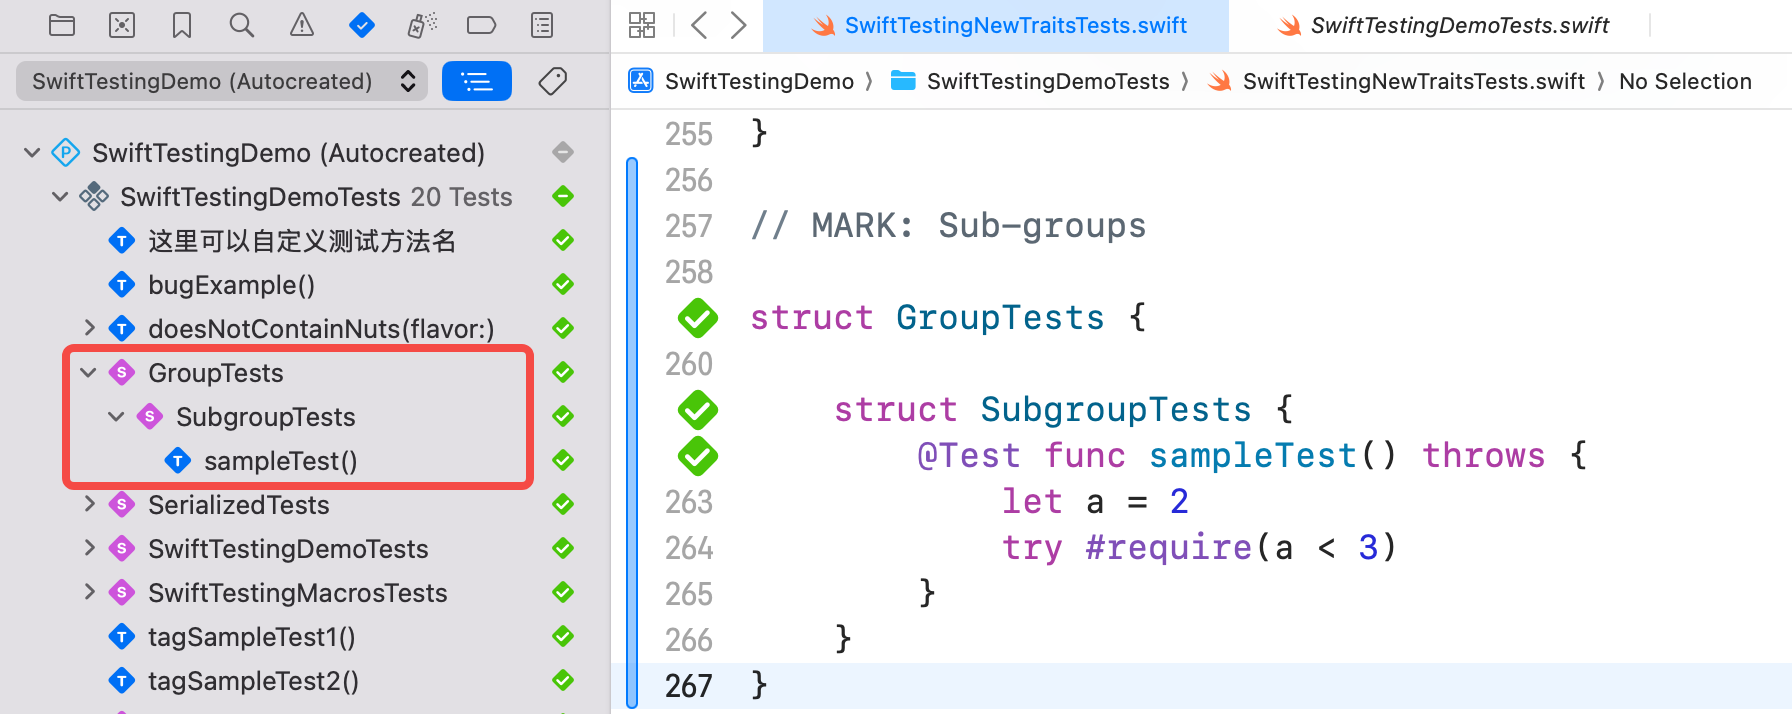 SwiftTestingDemo (Autocreated)
SwiftTestingDemo (Autocreated)
SwiftTestingDemoTests 20 Tests
这里可以自定义测试方法名
bugExample()
doesNotContainNuts(flavor:)
GroupTests
SubgroupTests
sampleTest()
SerializedTests
SwiftTestingDemoTests
SwiftTestingMacrosTests
tagSampleTest1()
tagSampleTest2()
SwiftTestingNewTraitsTests.swift
SwiftTestingDemoTests.swift
SwiftTestingDemo 〉 SwiftTestingDemoTests 〉 SwiftTestingNewTraitsTests.swift 〉 No Selection
255 }
256
257 // MARK: Sub-groups
258
struct GroupTests {
260
struct SubgroupTests {
@Test func sampleTest() throws {
263 let a = 2
264 try #require(a < 3)
265 }
266 }
267 }